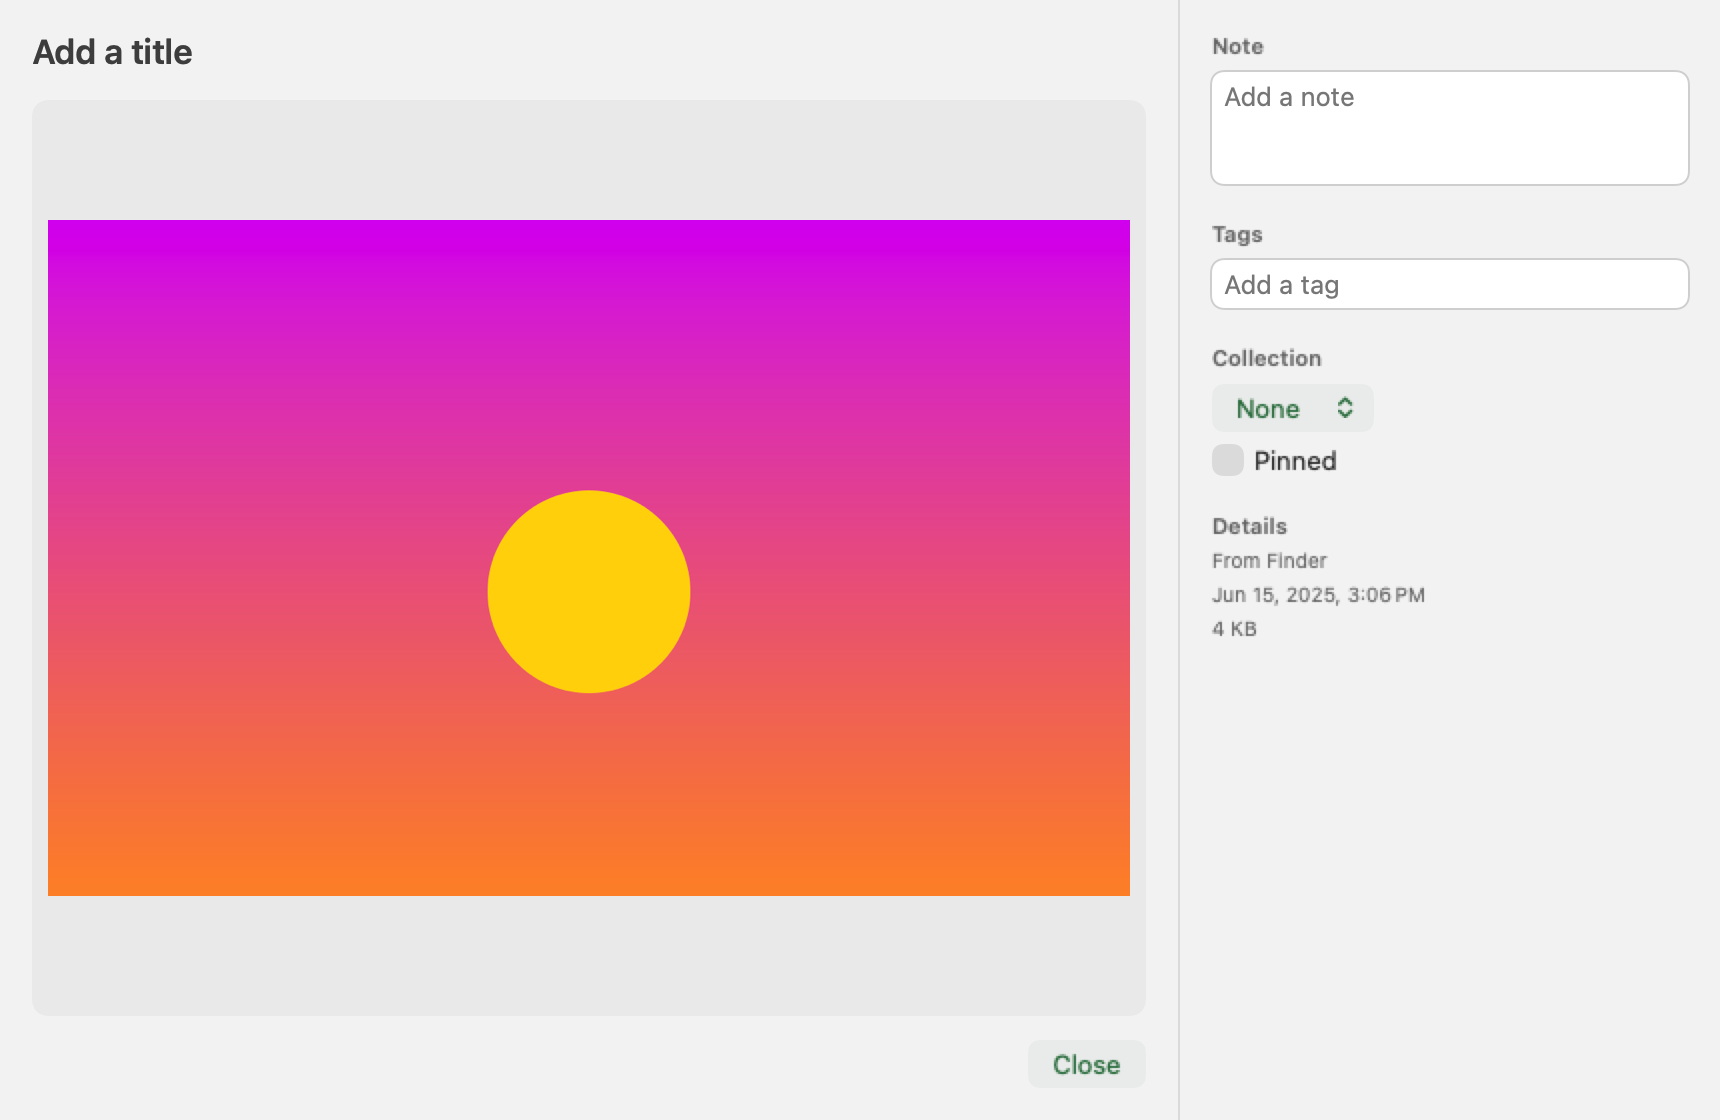 Add a title
Note
Add a note
Tags
Add a tag
Collection
None
Pinned
Details
From Finder
Jun 15, 2025, 3:06 PM
4 KB
Close